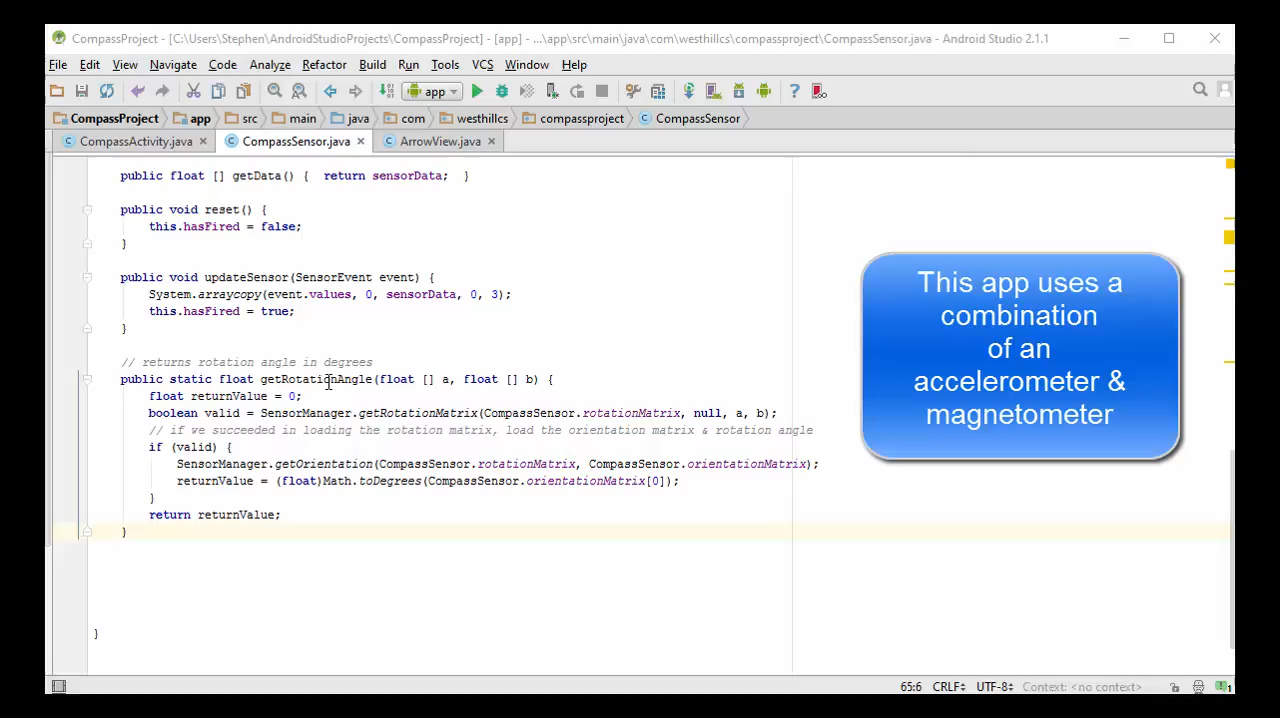 CompassProject - [C:\Users\Stephen\AndroidStudioProjects\CompassProject] - [app] - ...\app\src\main\java\com\westhillcs\compassproject\CompassSensor.java - Android Studio 2.1.1
File Edit View Navigate Code Analyze Refactor Build Run Tools VCS Window Help
app
CompassProject app src main java com westhillcs compassproject CompassSensor
CompassActivity.java CompassSensor.java ArrowView.java
public float [] getData() { return sensorData; }
public void reset() {
this.hasFired = false;
}
public void updateSensor(SensorEvent event) {
System.arraycopy(event.values, 0, sensorData, 0, 3);
this.hasFired = true;
}
// returns rotation angle in degrees
public static float getRotationAngle(float [] a, float [] b) {
float returnValue = 0;
boolean valid = SensorManager.getRotationMatrix(CompassSensor.rotationMatrix, null, a, b);
// if we succeeded in loading the rotation matrix, load the orientation matrix & rotation angle
if (valid) {
SensorManager.getOrientation(CompassSensor.rotationMatrix, CompassSensor.orientationMatrix);
returnValue = (float)Math.toDegrees(CompassSensor.orientationMatrix[0]);
}
return returnValue;
}
}
This app uses a
combination
of an
accelerometer &
magnetometer
65:6 CRLF UTF-8 Context: <no context> 1